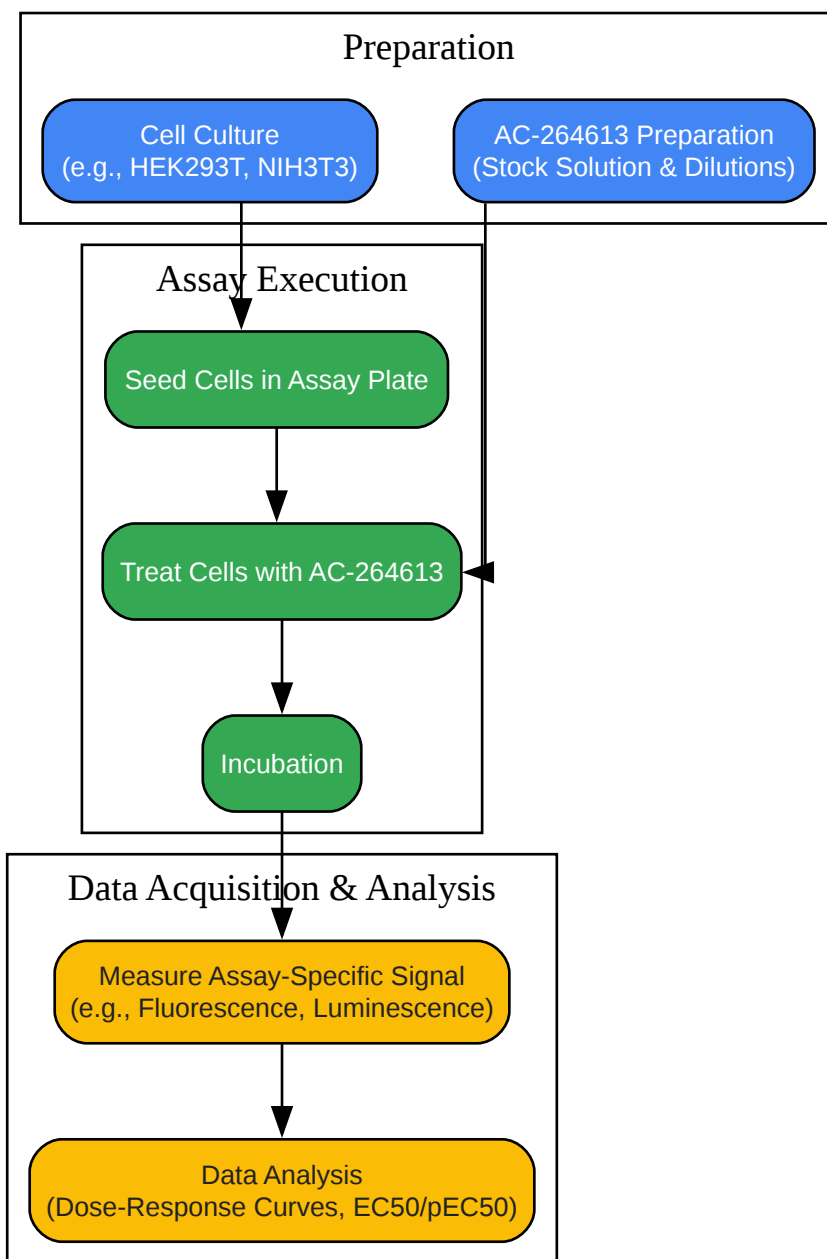 Preparation
Cell Culture
(e.g., HEK293T, NIH3T3)
AC-264613 Preparation
(Stock Solution & Dilutions)
Assay Execution
Seed Cells in Assay Plate
Treat Cells with AC-264613
Incubation
Data Acquisition & Analysis
Measure Assay-Specific Signal
(e.g., Fluorescence, Luminescence)
Data Analysis
(Dose-Response Curves, EC50/pEC50)